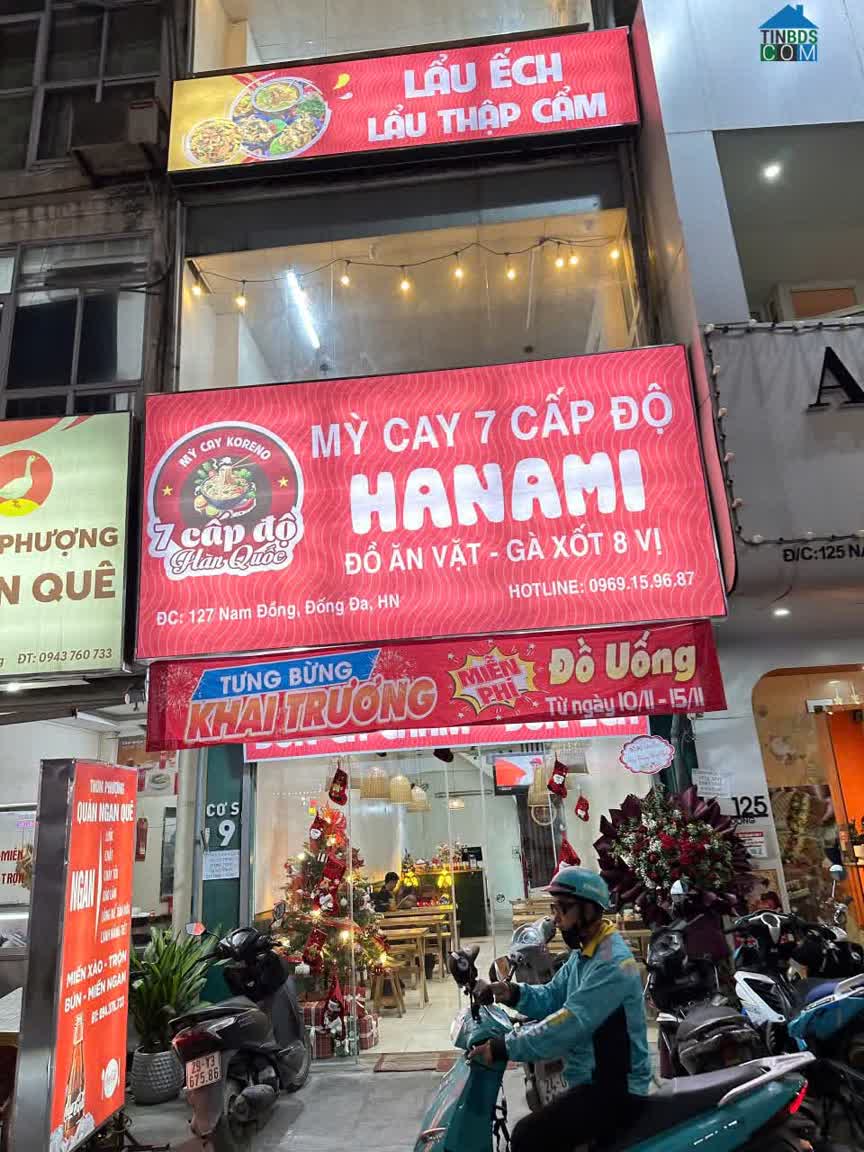 TINBDS
COM
LẨU ẾCH
LẨU THẬP CẨM
MỲ CAY KORENO
7 cấp độ
Hàn Quốc
MỲ CAY 7 CẤP ĐỘ
HANAMI
ĐỒ ĂN VẶT - GÀ XỐT 8 VỊ
HOTLINE: 0969.15.96.87
ĐC: 127 Nam Đồng, Đống Đa, HN
PHƯỢNG
N QUÊ
ĐT: 0943 760 733
A
Đ/C: 125 NA
TƯNG BỪNG
KHAI TRƯƠNG
MIỄN
PHÍ
Đồ Uống
Từ ngày 10/11 - 15/11
CƠ S
9
125
QUÁN NGAN QUÊ
NGAN
MIẾN XÀO - TRỘN
BÚN - MIẾN NGAN
29-Y3
675.86